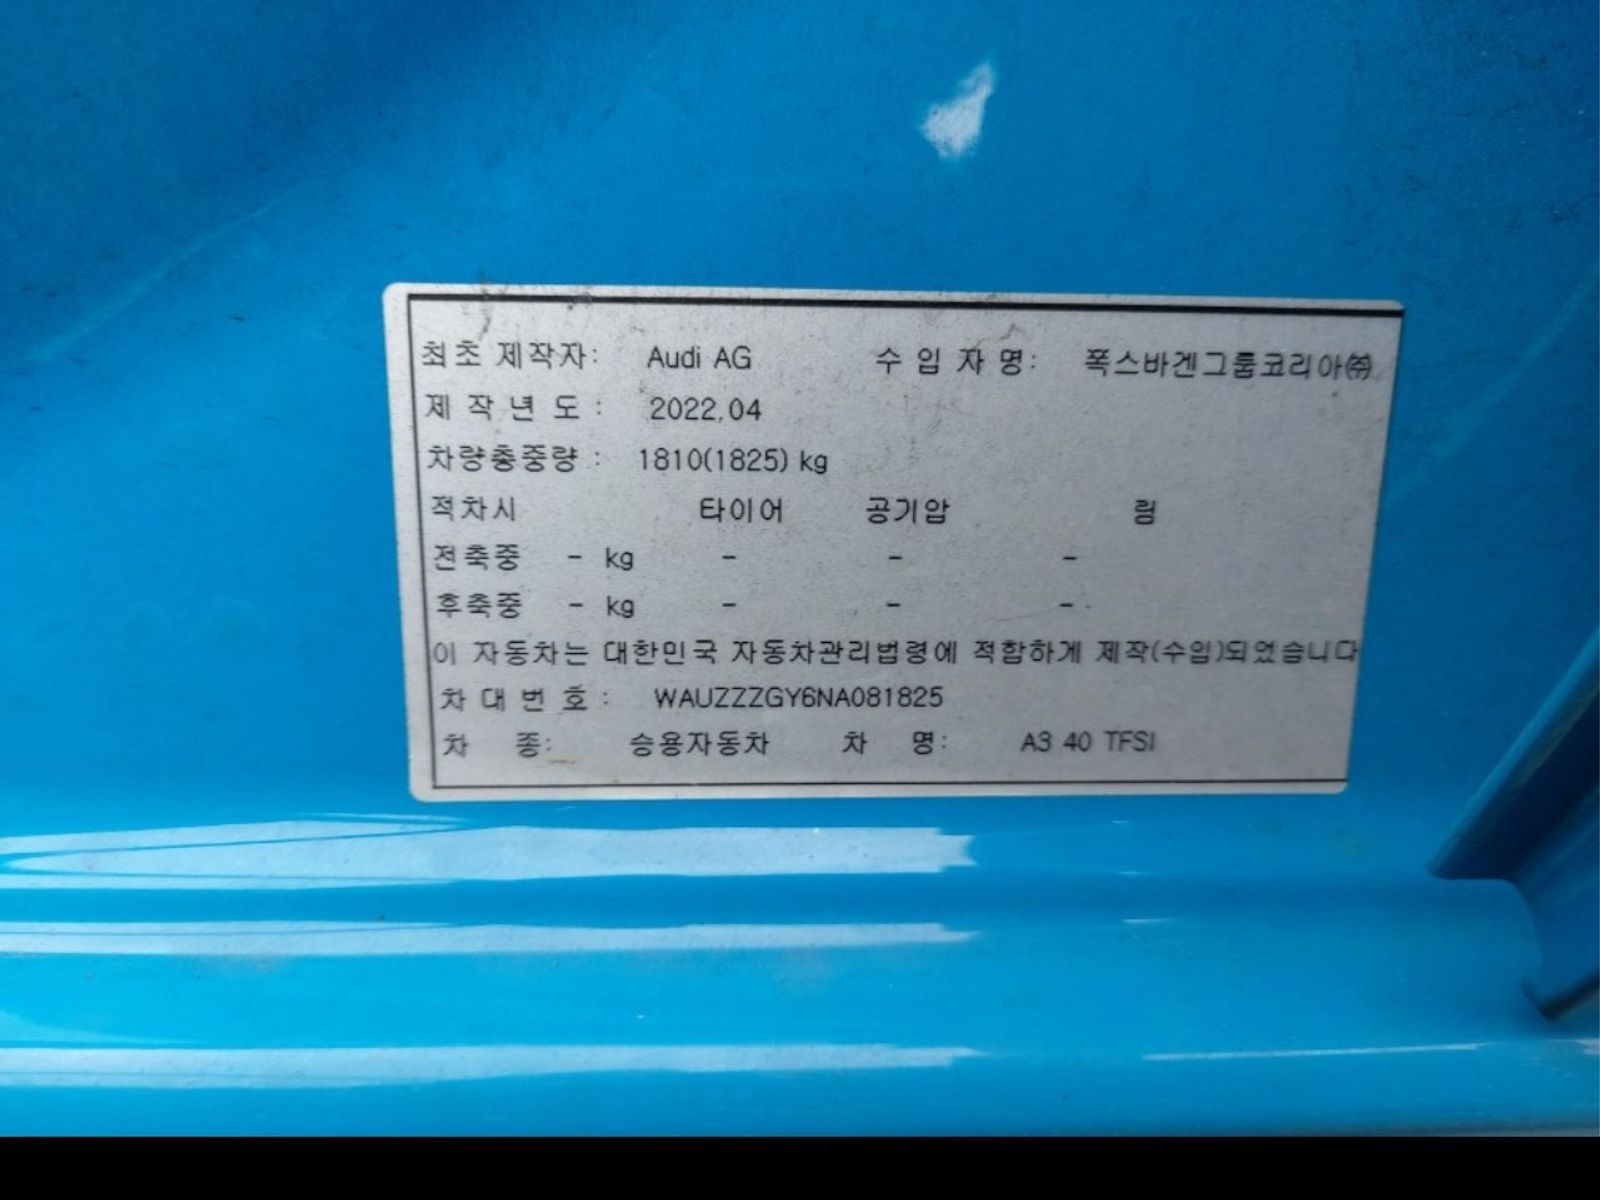 최초 제작자: Audi AG 수 입 자 명: 폭스바겐그룹코리아㈜
제 작 년 도 : 2022.04
차량총중량 : 1810(1825) kg
적차시 타이어 공기압 림
전축중 - kg - - -
후축중 - kg - - -
이 자동차는 대한민국 자동차관리법령에 적합하게 제작(수입)되었습니다
차 대 번 호 : WAUZZZGY6NA081825
차 종: 승용자동차 차 명: A3 40 TFSI